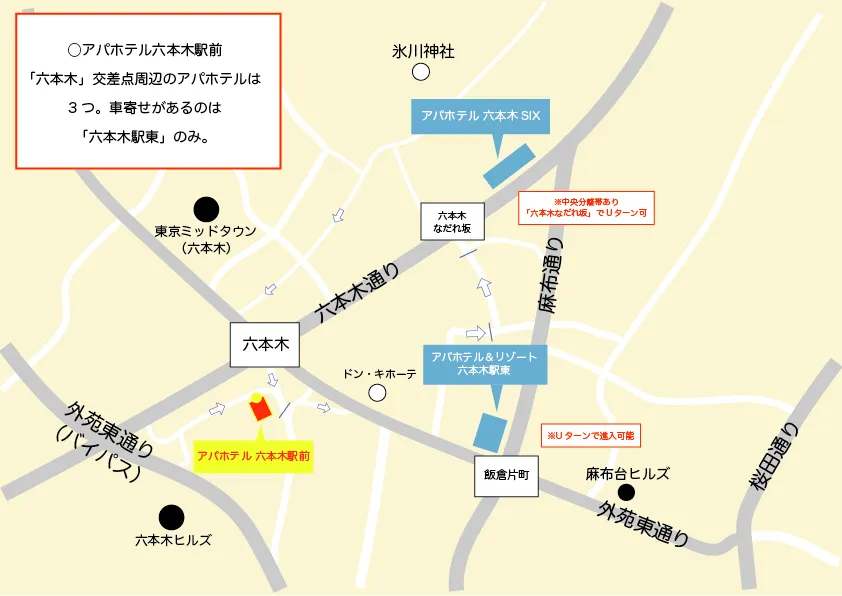 ○アパホテル六本木駅前
「六本木」交差点周辺のアパホテルは
３つ。車寄せがあるのは
「六本木駅東」のみ。
氷川神社
アパホテル 六本木 SIX
※中央分離帯あり
「六本木なだれ坂」でUターン可
六本木
なだれ坂
東京ミッドタウン
（六本木）
六本木通り
麻布通り
六本木
ドン・キホーテ
アパホテル＆リゾート
六本木駅東
外苑東通り
（バイパス）
アパホテル 六本木駅前
※Uターンで進入可能
飯倉片町
麻布台ヒルズ
桜田通り
外苑東通り
六本木ヒルズ